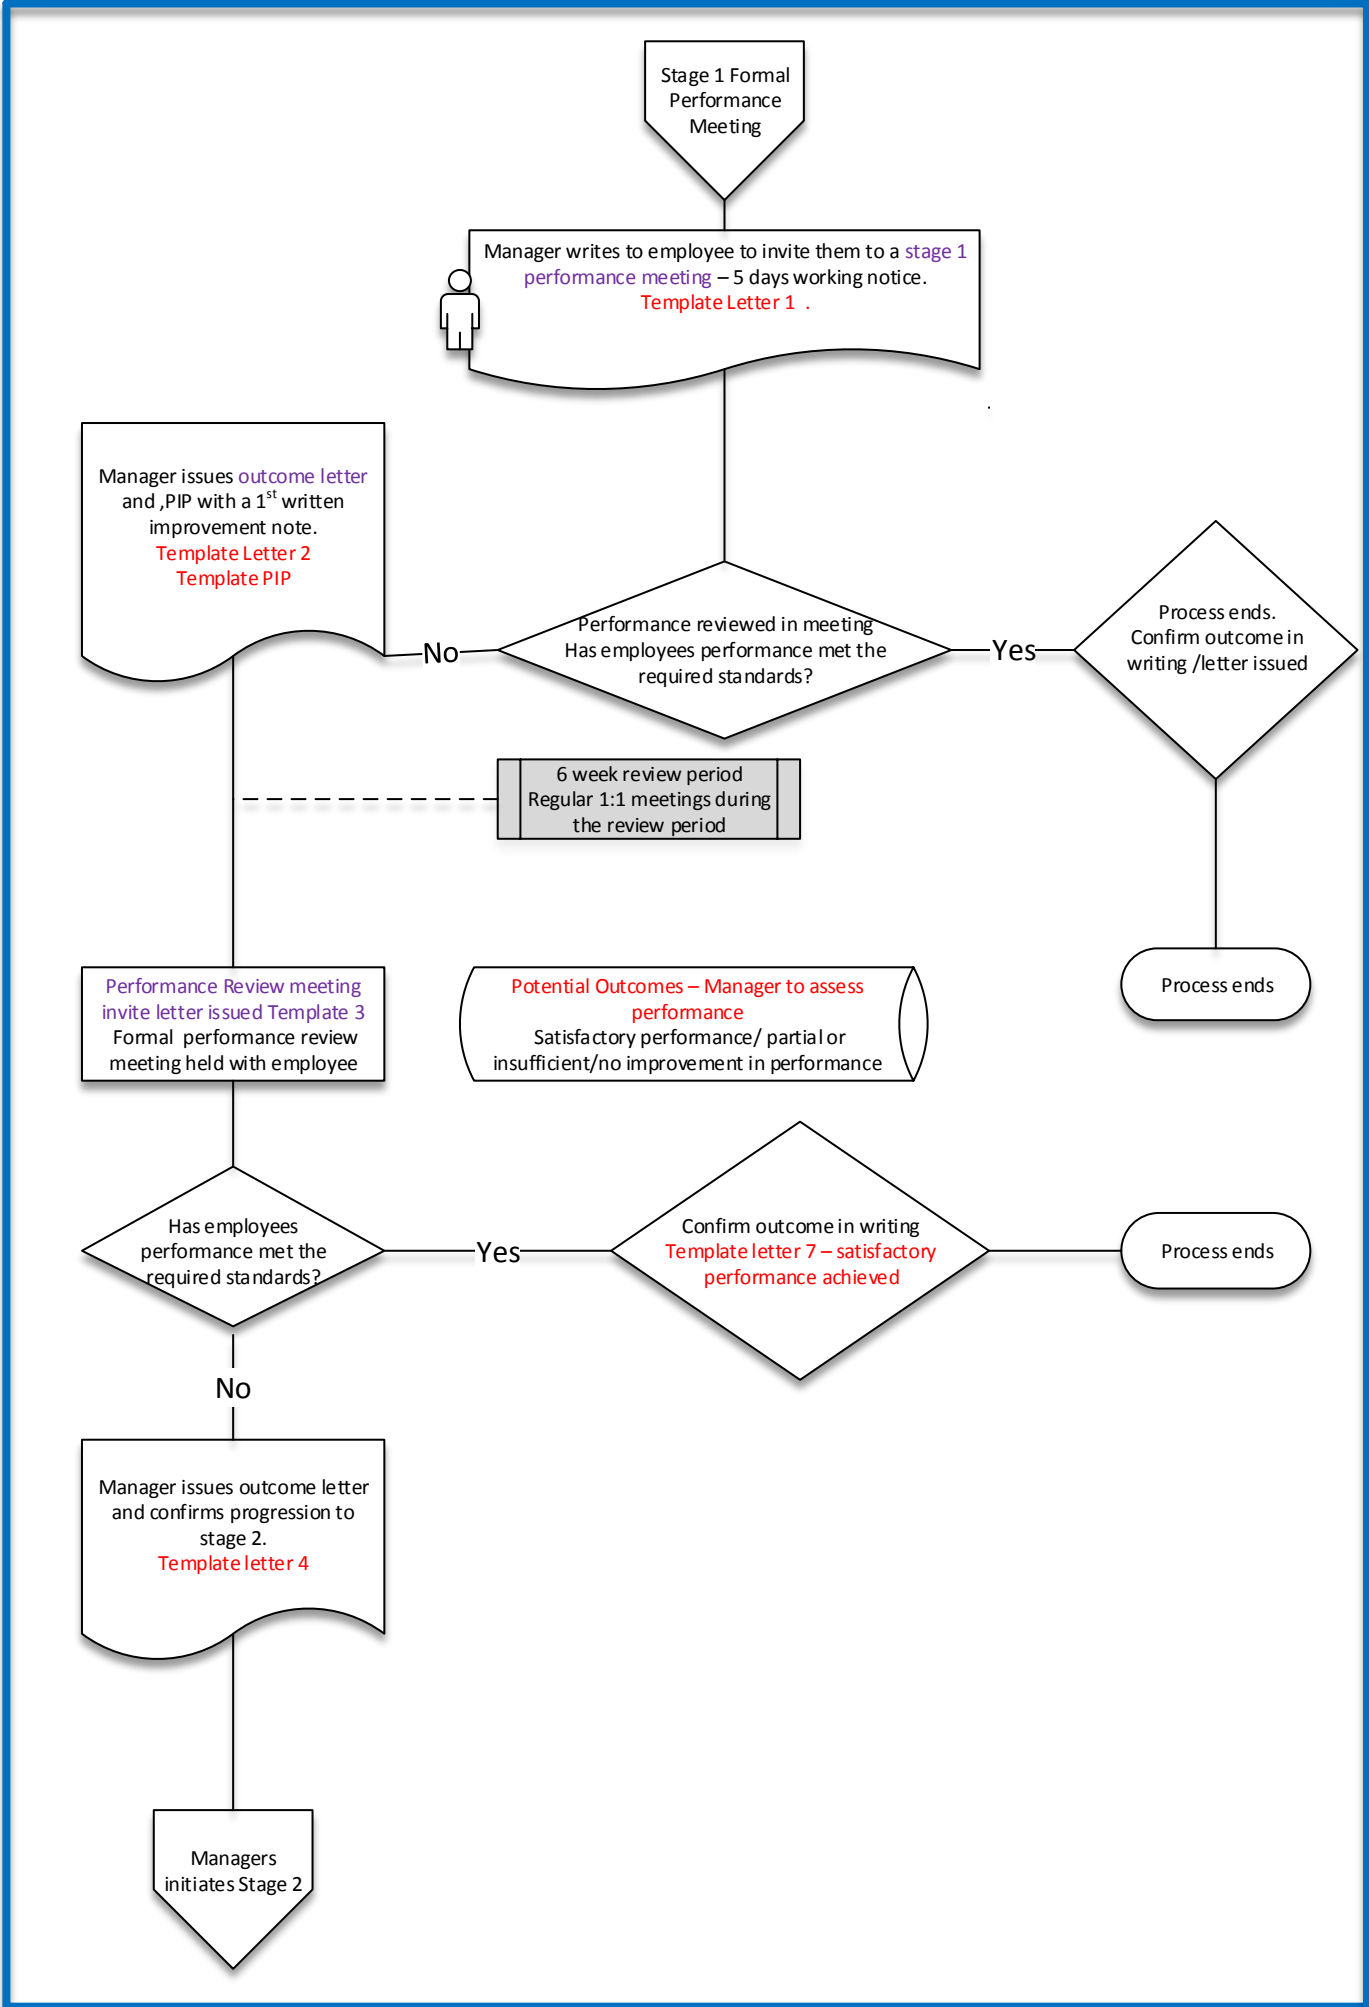 Stage 1 Formal
Performance
Meeting
Manager writes to employee to invite them to a stage 1
performance meeting – 5 days working notice.
Template Letter 1 .
.
Manager issues outcome letter
and ,PIP with a 1st written
improvement note.
Template Letter 2
Template PIP
No
Performance reviewed in meeting
Has employees performance met the
required standards?
Yes
Process ends.
Confirm outcome in
writing /letter issued
6 week review period
Regular 1:1 meetings during
the review period
Performance Review meeting
invite letter issued Template 3
Formal performance review
meeting held with employee
Potential Outcomes – Manager to assess
performance
Satisfactory performance/ partial or
insufficient/no improvement in performance
Process ends
Has employees
performance met the
required standards?
Yes
Confirm outcome in writing
Template letter 7 – satisfactory
performance achieved
Process ends
No
Manager issues outcome letter
and confirms progression to
stage 2.
Template letter 4
Managers
initiates Stage 2